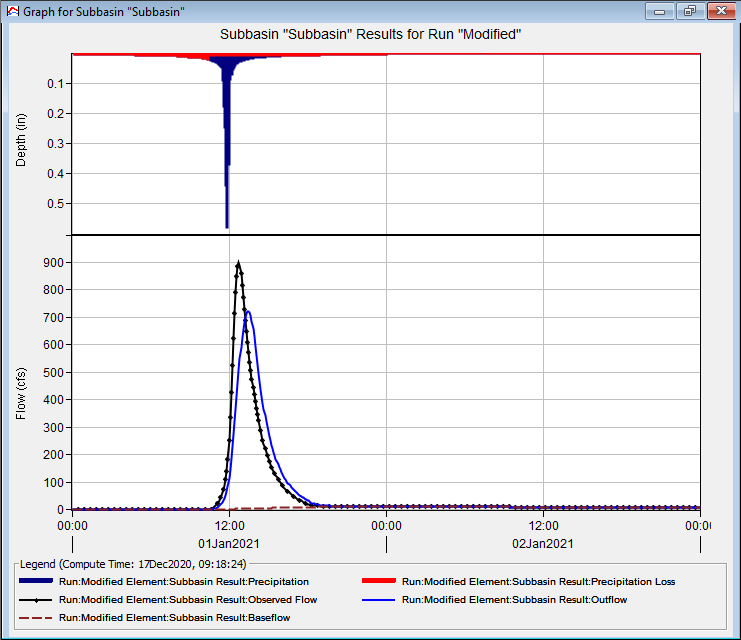 Graph for Subbasin "Subbasin"
Subbasin "Subbasin" Results for Run "Modified"
Depth (in)
0.1
0.2
0.3
0.4
0.5
Flow (cfs)
900
800
700
600
500
400
300
200
100
0
00:00 12:00 00:00 12:00 00:0
01Jan2021 02Jan2021
Legend (Compute Time: 17Dec2020, 09:18:24)
Run:Modified Element:Subbasin Result:Precipitation Run:Modified Element:Subbasin Result:Precipitation Loss
Run:Modified Element:Subbasin Result:Observed Flow Run:Modified Element:Subbasin Result:Outflow
Run:Modified Element:Subbasin Result:Baseflow